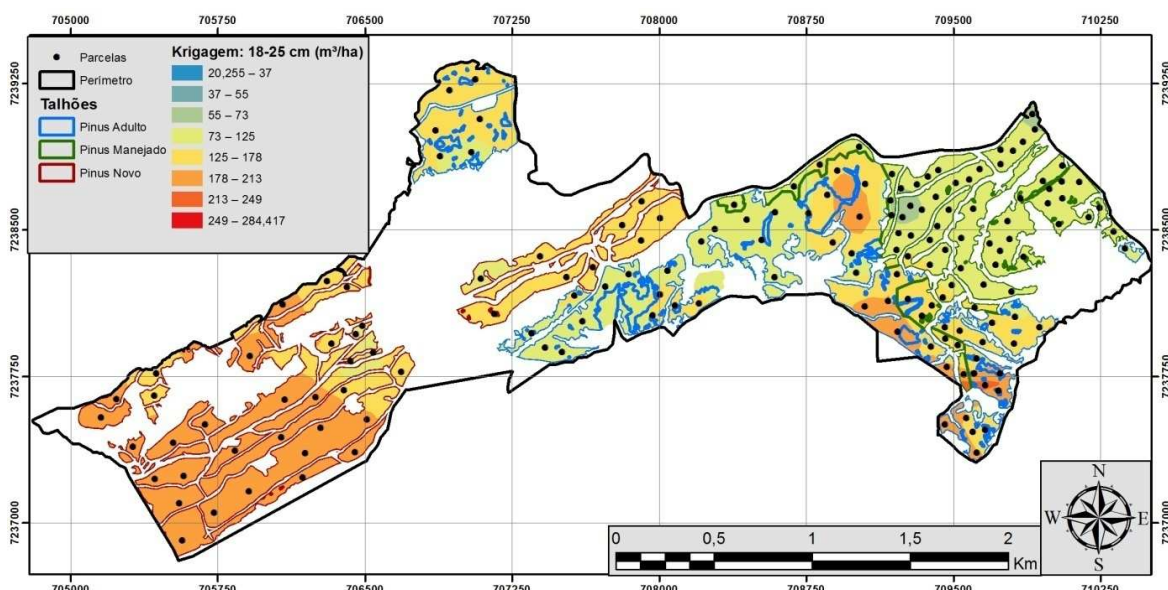 705000 705750 706500 707250 708000 708750 709500 710250
Parcelas
Perímetro
Talhões
Pinus Adulto
Pinus Manejado
Pinus Novo
Krigagem: 18-25 cm (m³/ha)
20,255 – 37
37 – 55
55 – 73
73 – 125
125 – 178
178 – 213
213 – 249
249 – 284,417
7239250
7238500
7237750
7237000
7239250
7238500
7237750
7237000
N
W E
S
0 0,5 1 1,5 2
Km
705000 705750 706500 707250 708000 708750 709500 710250